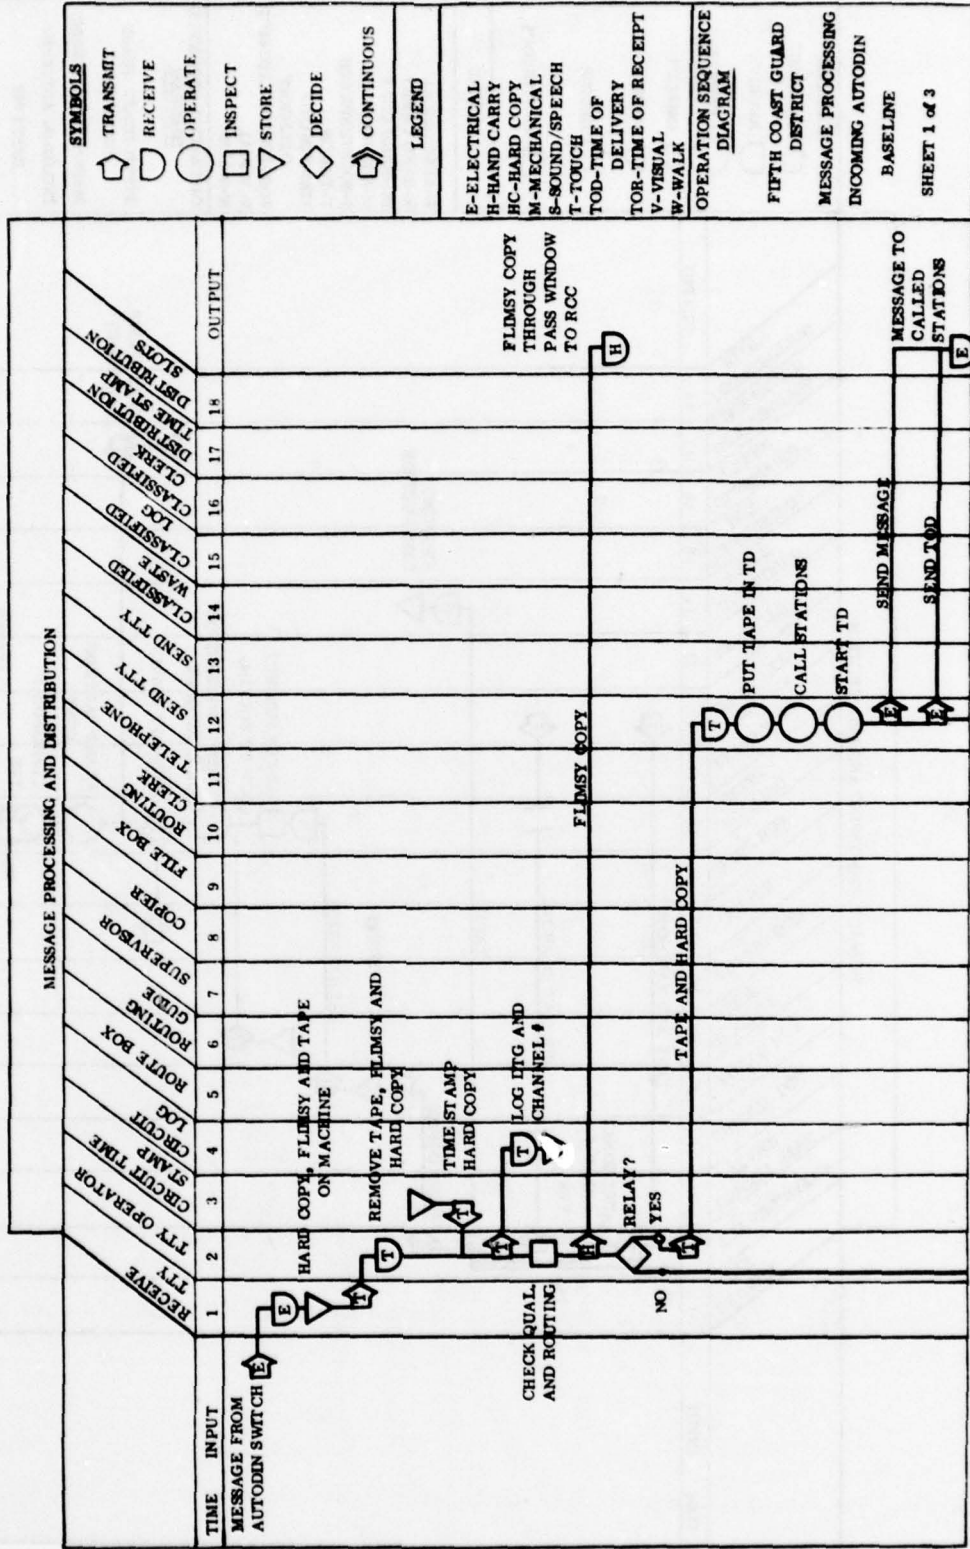 MESSAGE PROCESSING AND DISTRIBUTION
RECEIVE
TTY
TTY OPERATOR
CIRCUIT TIME
STAMP
CIRCUIT
LOG
ROUTE BOX
ROUTING
GUIDE
SUPERVISOR
COPIER
FILE BOX
ROUTING
CLERK
TELEPHONE
SEND TTY
SEND TTY
CLASSIFIED
WASTE
CLASSIFIED
LOG
CLASSIFIED
CLERK
DISTRIBUTION
TIME STAMP
DISTRIBUTION
SLOTS
TIME INPUT 1 2 3 4 5 6 7 8 9 10 11 12 13 14 15 16 17 18 OUTPUT
MESSAGE FROM
AUTODIN SWITCH
E
E
HARD COPY, FLIMSY AND TAPE
ON MACHINE
T
T
REMOVE TAPE, FLIMSY AND
HARD COPY
TIME STAMP
HARD COPY
T
T
T
LOG DTG AND
CHANNEL #
CHECK QUAL
AND ROUTING
H
FLIMSY COPY
H
FLIMSY COPY
THROUGH
PASS WINDOW
TO RCC
RELAY?
NO
YES
T
TAPE AND HARD COPY
T
PUT TAPE IN TD
CALL STATIONS
START TD
E
SEND MESSAGE
E
SEND TOD
MESSAGE TO
CALLED
STATIONS
E
SYMBOLS
TRANSMIT
RECEIVE
OPERATE
INSPECT
STORE
DECIDE
CONTINUOUS
LEGEND
E-ELECTRICAL
H-HAND CARRY
HC-HARD COPY
M-MECHANICAL
S-SOUND/SPEECH
T-TOUCH
TOD-TIME OF
DELIVERY
TOR-TIME OF RECEIPT
V-VISUAL
W-WALK
OPERATION SEQUENCE
DIAGRAM
FIFTH COAST GUARD
DISTRICT
MESSAGE PROCESSING
INCOMING AUTODIN
BASELINE
SHEET 1 of 3